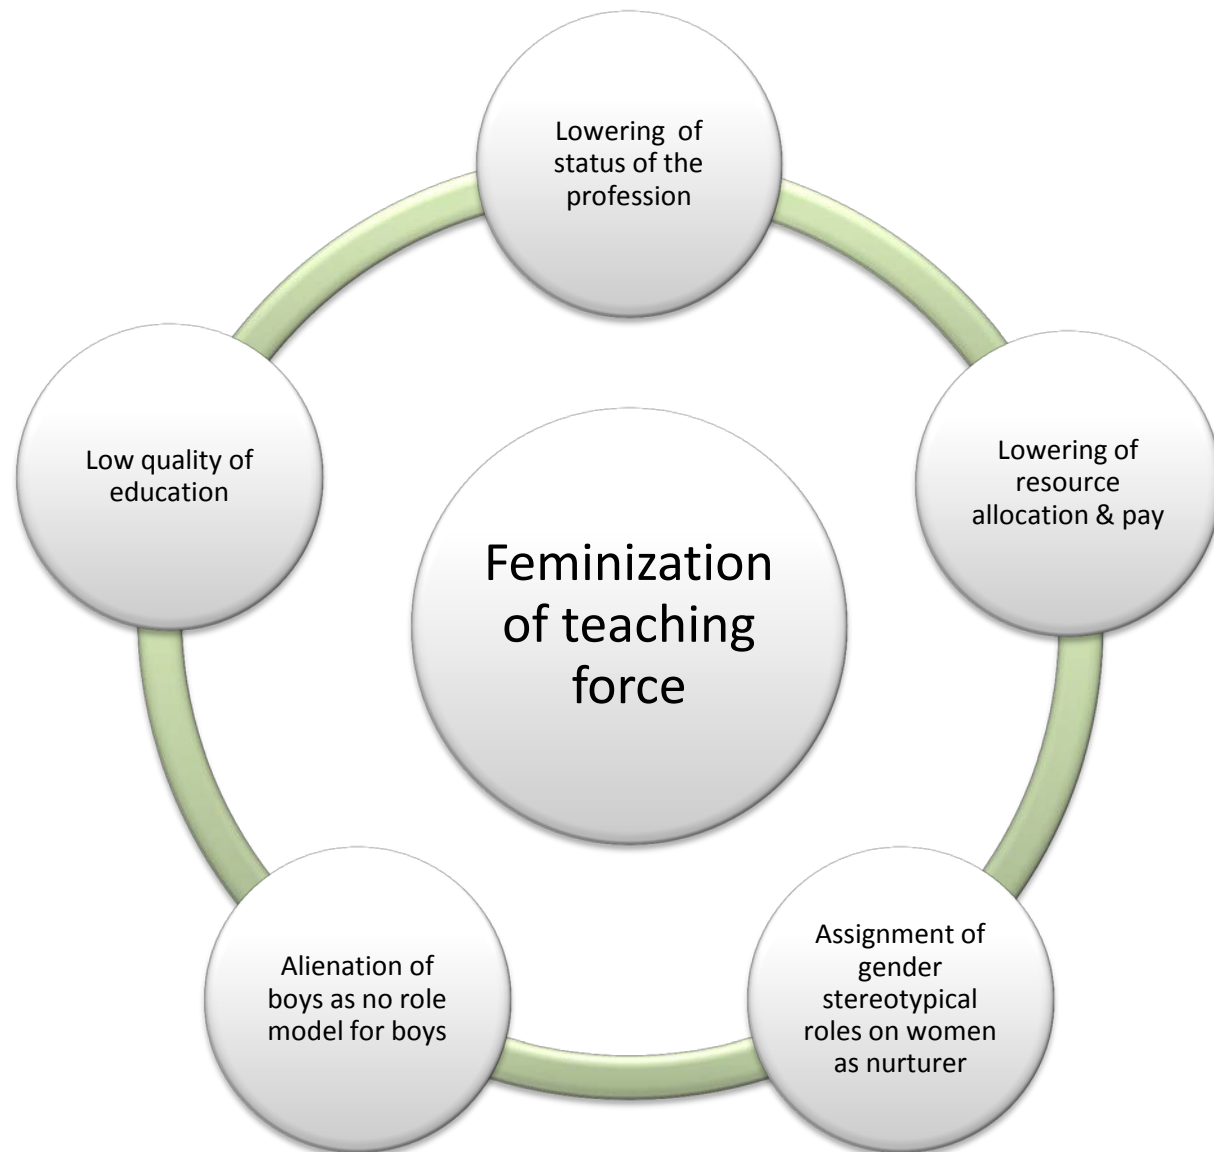 Lowering  of
status of the
profession
Lowering of
resource
allocation & pay
Assignment of
gender
stereotypical
roles on women
as nurturer
Alienation of
boys as no role
model for boys
Low quality of
education
Feminization
of teaching
force